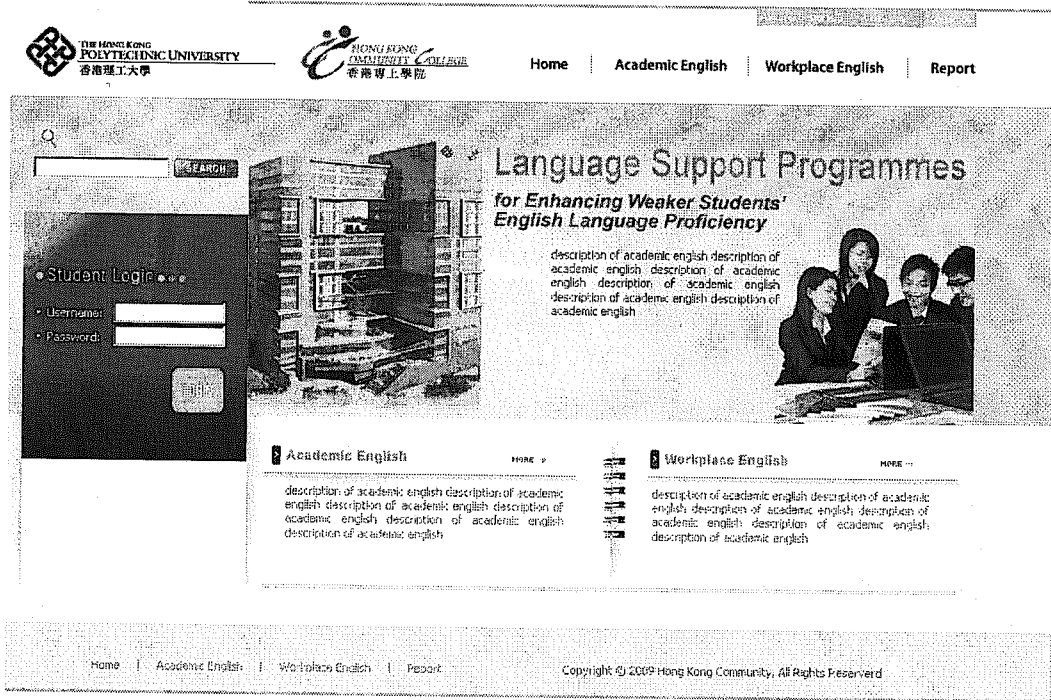 THE HONG KONG
POLYTECHNIC UNIVERSITY
香港理工大學
HONG KONG
COMMUNITY COLLEGE
香港專上學院
Home
Academic English
Workplace English
Report
SEARCH
Language Support Programmes
for Enhancing Weaker Students'
English Language Proficiency
description of academic english description of
academic english description of academic
english description of academic english
description of academic english description of
academic english
Student Login
Username:
Password:
Academic English
MORE
description of academic english description of academic
english description of academic english description of
academic english description of academic english
description of academic english
Workplace English
MORE
description of academic english description of academic
english description of academic english description of
academic english description of academic english
description of academic english
Home | Academic English | Workplace English | Report
Copyright © 2009 Hong Kong Community, All Rights Reserverd